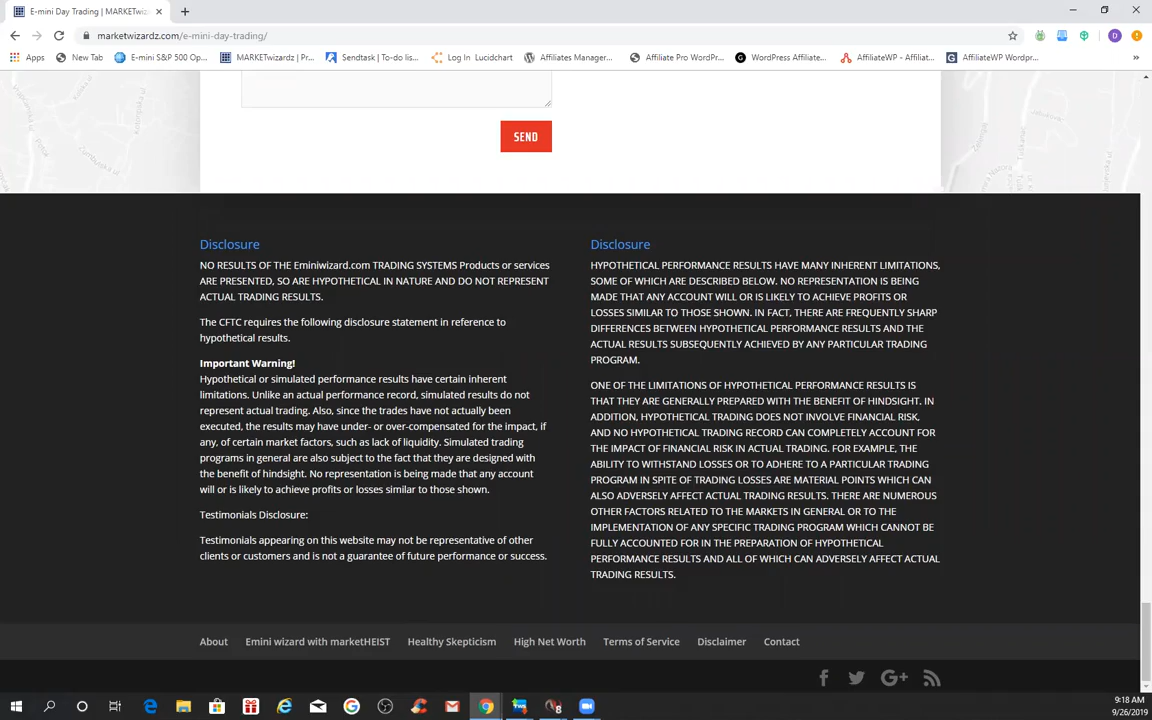 E-mini Day Trading | MARKETwiz
marketwizardz.com/e-mini-day-trading/
Apps New Tab E-mini S&P 500 Op... MARKETwizardz | Pr... Sendtask | To-do lis... Log In Lucidchart Affiliates Manager... Affiliate Pro WordPr... WordPress Affiliate... AffiliateWP - Affiliat... AffiliateWP Wordpr...
SEND
Disclosure
NO RESULTS OF THE Eminiwizard.com TRADING SYSTEMS Products or services
ARE PRESENTED, SO ARE HYPOTHETICAL IN NATURE AND DO NOT REPRESENT
ACTUAL TRADING RESULTS.
The CFTC requires the following disclosure statement in reference to
hypothetical results.
Important Warning!
Hypothetical or simulated performance results have certain inherent
limitations. Unlike an actual performance record, simulated results do not
represent actual trading. Also, since the trades have not actually been
executed, the results may have under- or over-compensated for the impact, if
any, of certain market factors, such as lack of liquidity. Simulated trading
programs in general are also subject to the fact that they are designed with
the benefit of hindsight. No representation is being made that any account
will or is likely to achieve profits or losses similar to those shown.
Testimonials Disclosure:
Testimonials appearing on this website may not be representative of other
clients or customers and is not a guarantee of future performance or success.
Disclosure
HYPOTHETICAL PERFORMANCE RESULTS HAVE MANY INHERENT LIMITATIONS,
SOME OF WHICH ARE DESCRIBED BELOW. NO REPRESENTATION IS BEING
MADE THAT ANY ACCOUNT WILL OR IS LIKELY TO ACHIEVE PROFITS OR
LOSSES SIMILAR TO THOSE SHOWN. IN FACT, THERE ARE FREQUENTLY SHARP
DIFFERENCES BETWEEN HYPOTHETICAL PERFORMANCE RESULTS AND THE
ACTUAL RESULTS SUBSEQUENTLY ACHIEVED BY ANY PARTICULAR TRADING
PROGRAM.
ONE OF THE LIMITATIONS OF HYPOTHETICAL PERFORMANCE RESULTS IS
THAT THEY ARE GENERALLY PREPARED WITH THE BENEFIT OF HINDSIGHT. IN
ADDITION, HYPOTHETICAL TRADING DOES NOT INVOLVE FINANCIAL RISK,
AND NO HYPOTHETICAL TRADING RECORD CAN COMPLETELY ACCOUNT FOR
THE IMPACT OF FINANCIAL RISK IN ACTUAL TRADING. FOR EXAMPLE, THE
ABILITY TO WITHSTAND LOSSES OR TO ADHERE TO A PARTICULAR TRADING
PROGRAM IN SPITE OF TRADING LOSSES ARE MATERIAL POINTS WHICH CAN
ALSO ADVERSELY AFFECT ACTUAL TRADING RESULTS. THERE ARE NUMEROUS
OTHER FACTORS RELATED TO THE MARKETS IN GENERAL OR TO THE
IMPLEMENTATION OF ANY SPECIFIC TRADING PROGRAM WHICH CANNOT BE
FULLY ACCOUNTED FOR IN THE PREPARATION OF HYPOTHETICAL
PERFORMANCE RESULTS AND ALL OF WHICH CAN ADVERSELY AFFECT ACTUAL
TRADING RESULTS.
About Emini wizard with marketHEIST Healthy Skepticism High Net Worth Terms of Service Disclaimer Contact
9:18 AM
9/26/2019